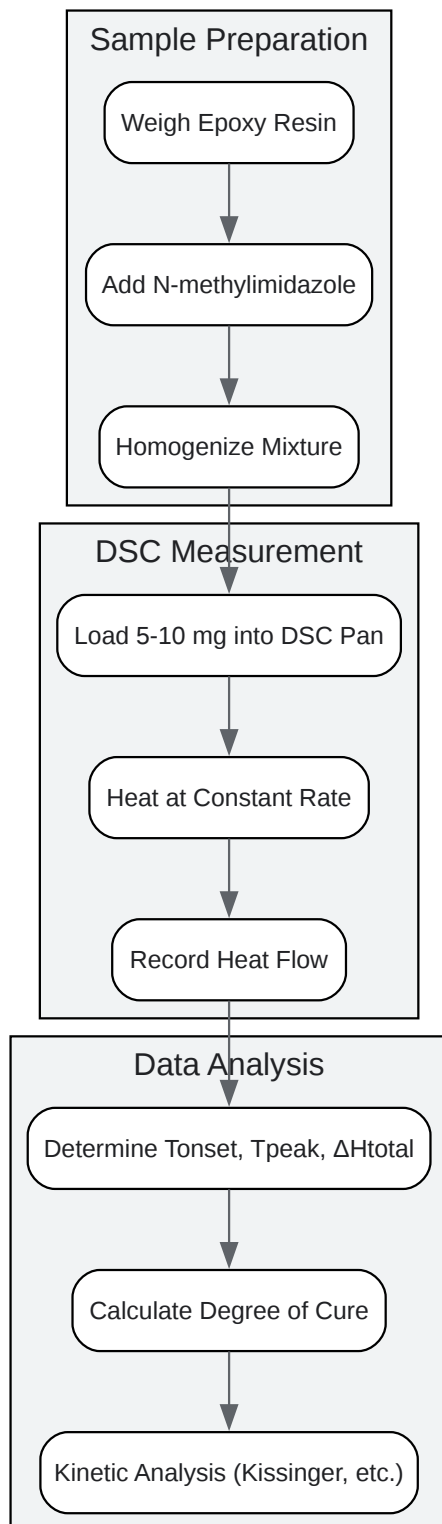 Sample Preparation
Weigh Epoxy Resin
Add N-methylimidazole
Homogenize Mixture
DSC Measurement
Load 5-10 mg into DSC Pan
Heat at Constant Rate
Record Heat Flow
Data Analysis
Determine Tonset, Tpeak, ΔHtotal
Calculate Degree of Cure
Kinetic Analysis (Kissinger, etc.)